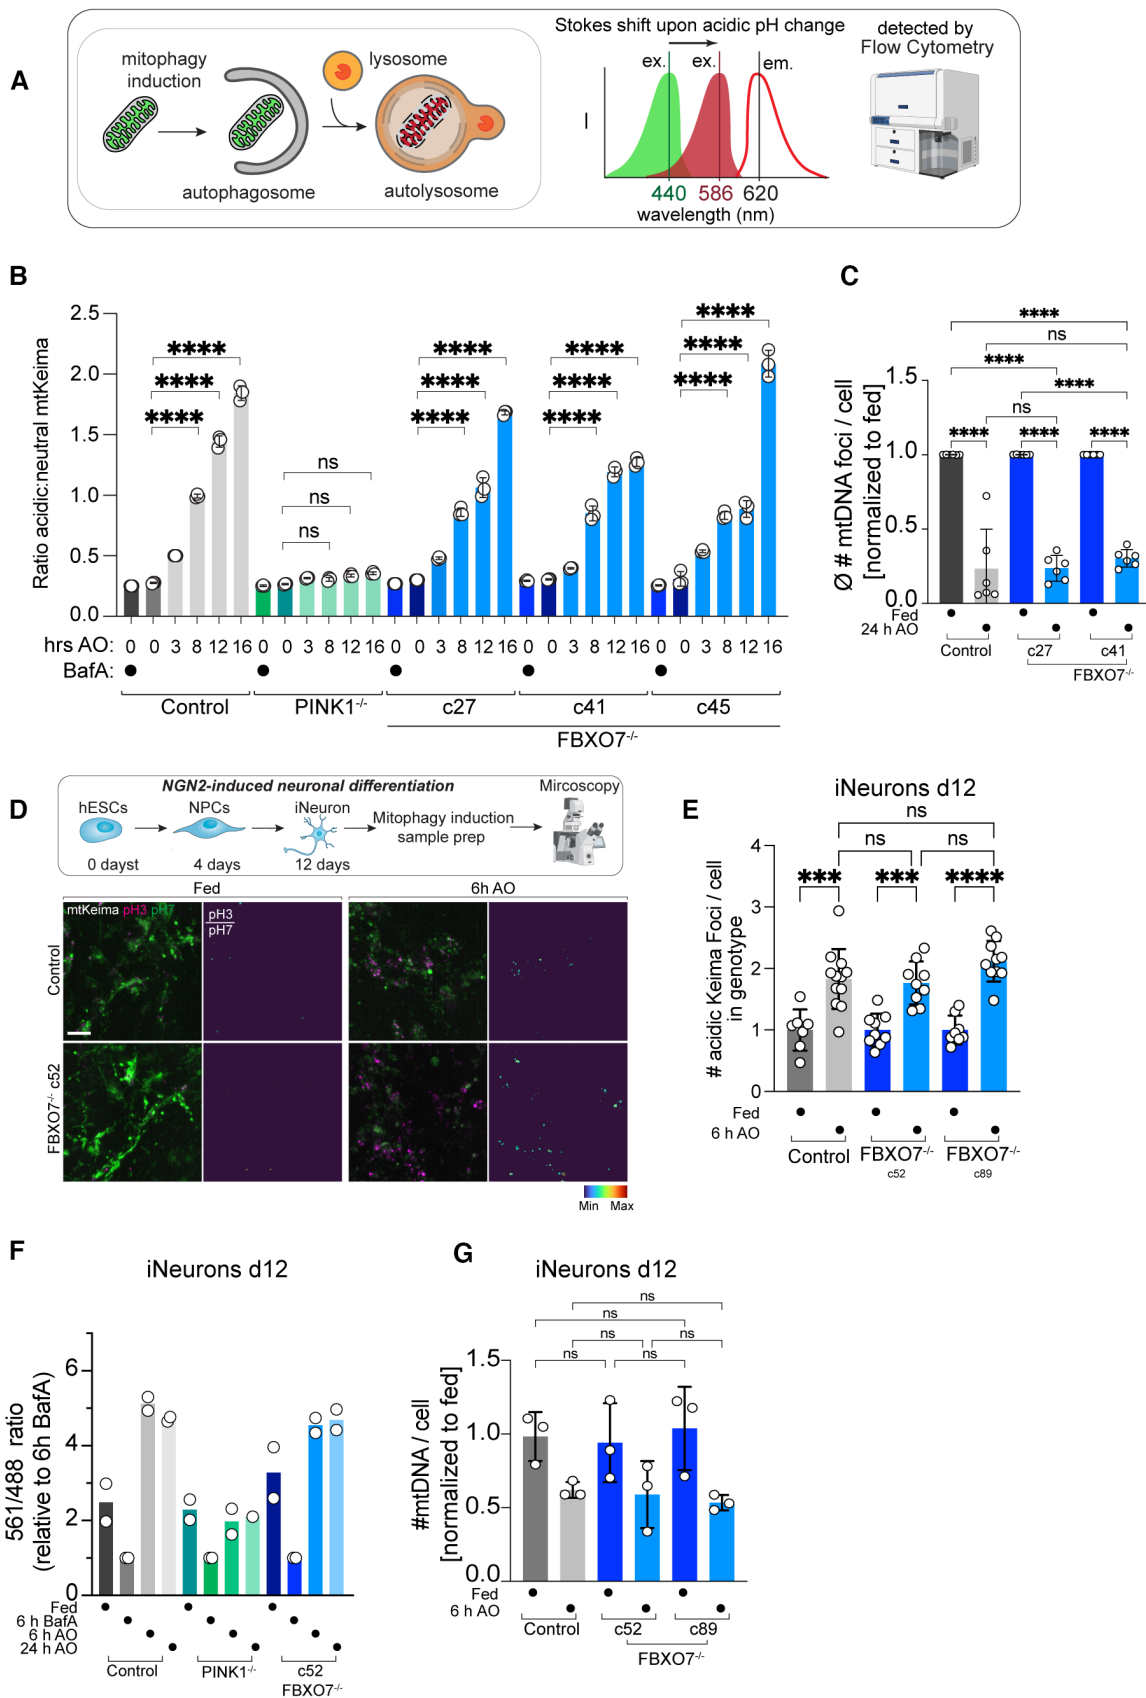 A
mitophagy
induction
lysosome
autophagosome
autolysosome
Stokes shift upon acidic pH change
ex.
ex.
em.
I
440 586 620
wavelength (nm)
detected by
Flow Cytometry
B
Ratio acidic:neutral mtKeima
2.5
2.0
1.5
1.0
0.5
0.0
**** **** ****
ns ns ns
**** **** ****
**** **** ****
**** **** ****
hrs AO: 0 0 3 8 12 16 0 0 3 8 12 16 0 0 3 8 12 16 0 0 3 8 12 16 0 0 3 8 12 16
BafA:
Control PINK1-/- c27 c41 c45
FBXO7-/-
C
Ø # mtDNA foci / cell
[normalized to fed]
1.5
1.0
0.5
0.0
****
ns
****
****
ns
**** **** ****
Fed
24 h AO
Control c27 c41
FBXO7-/-
D
NGN2-induced neuronal differentiation
Mircoscopy
hESCs NPCs iNeuron
Mitophagy induction
sample prep
0 dayst 4 days 12 days
Fed 6h AO
mtKeima pH3 pH7
pH3
pH7
Control
FBXO7-/- c52
Min Max
E
iNeurons d12
# acidic Keima Foci / cell
in genotype
4
3
2
1
0
ns
ns ns
*** *** ****
Fed
6 h AO
Control FBXO7-/- FBXO7-/-
c52 c89
F
iNeurons d12
561/488 ratio
(relative to 6h BafA)
6
4
2
0
Fed
6 h BafA
6 h AO
24 h AO
Control PINK1-/- c52
FBXO7-/-
G
iNeurons d12
#mtDNA / cell
[normalized to fed]
1.5
1.0
0.5
0.0
ns
ns
ns ns
ns ns
Fed
6 h AO
Control c52 c89
FBXO7-/-